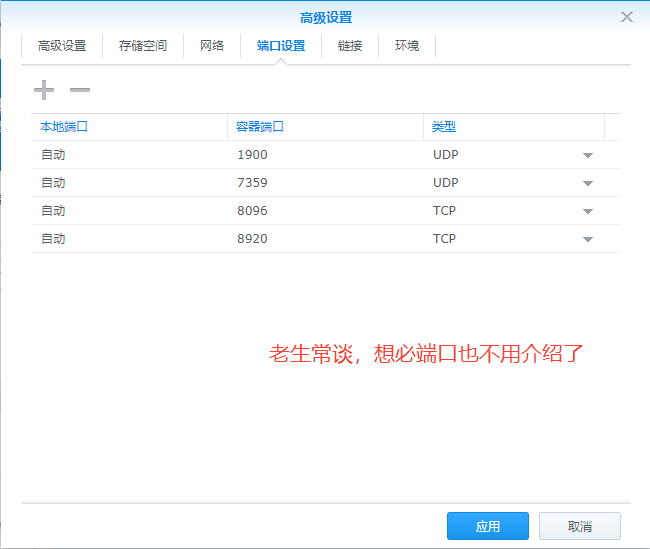 高级设置
高级设置 存储空间 网络 端口设置 链接 环境
本地端口 容器端口 类型
自动 1900 UDP
自动 7359 UDP
自动 8096 TCP
自动 8920 TCP
老生常谈，想必端口也不用介绍了
应用 取消